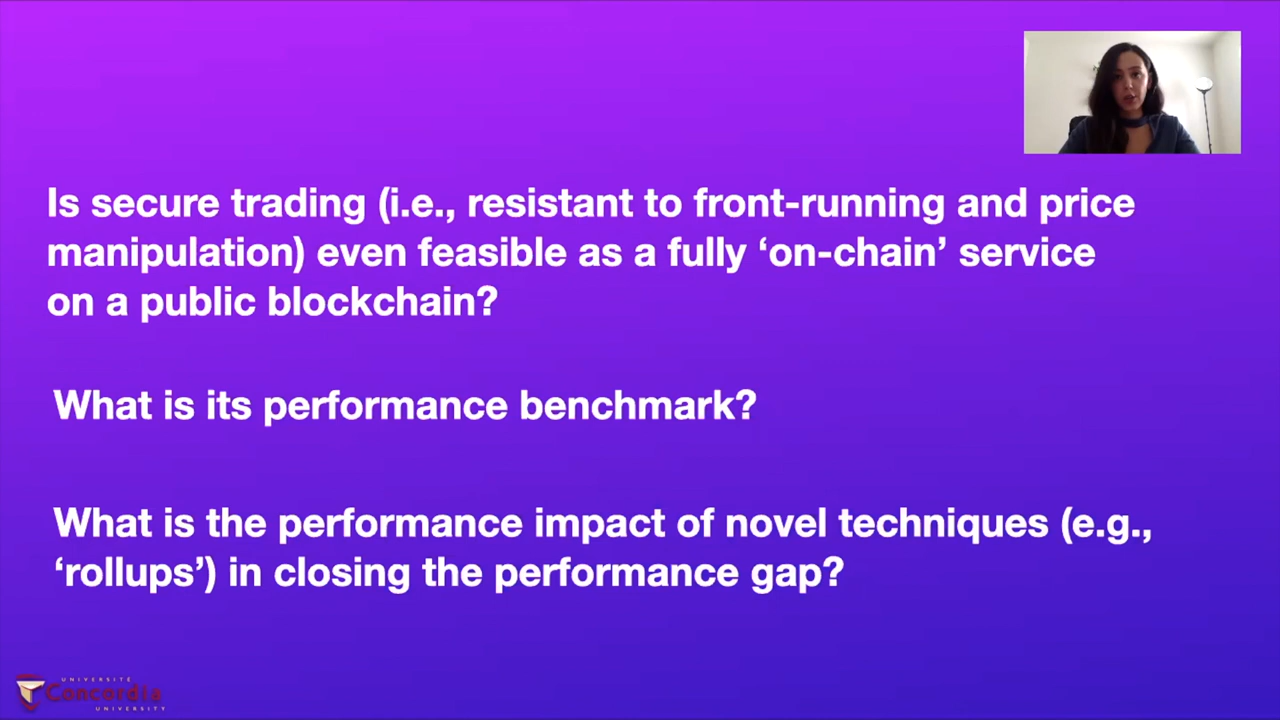 Is secure trading (i.e., resistant to front-running and price
manipulation) even feasible as a fully ‘on-chain’ service
on a public blockchain?
What is its performance benchmark?
What is the performance impact of novel techniques (e.g.,
‘rollups’) in closing the performance gap?
UNIVERSITÉ
Concordia
UNIVERSITY